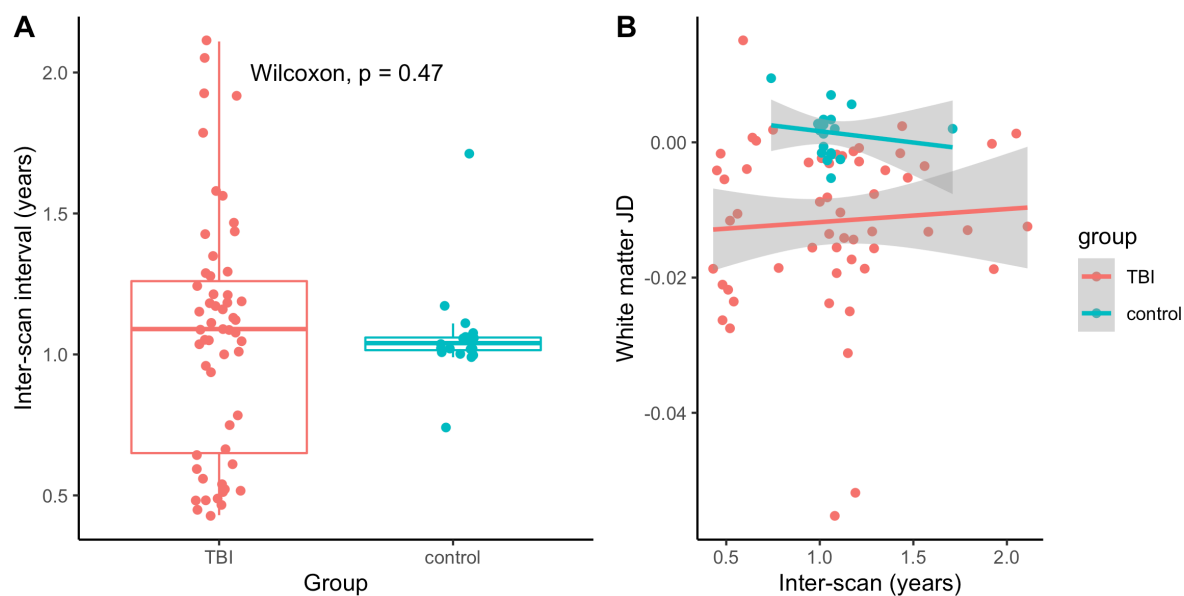 A
Inter-scan interval (years)
2.0
1.5
1.0
0.5
Wilcoxon, p = 0.47
TBI
control
Group
B
White matter JD
0.00
-0.02
-0.04
0.5
1.0
1.5
2.0
Inter-scan (years)
group
TBI
control